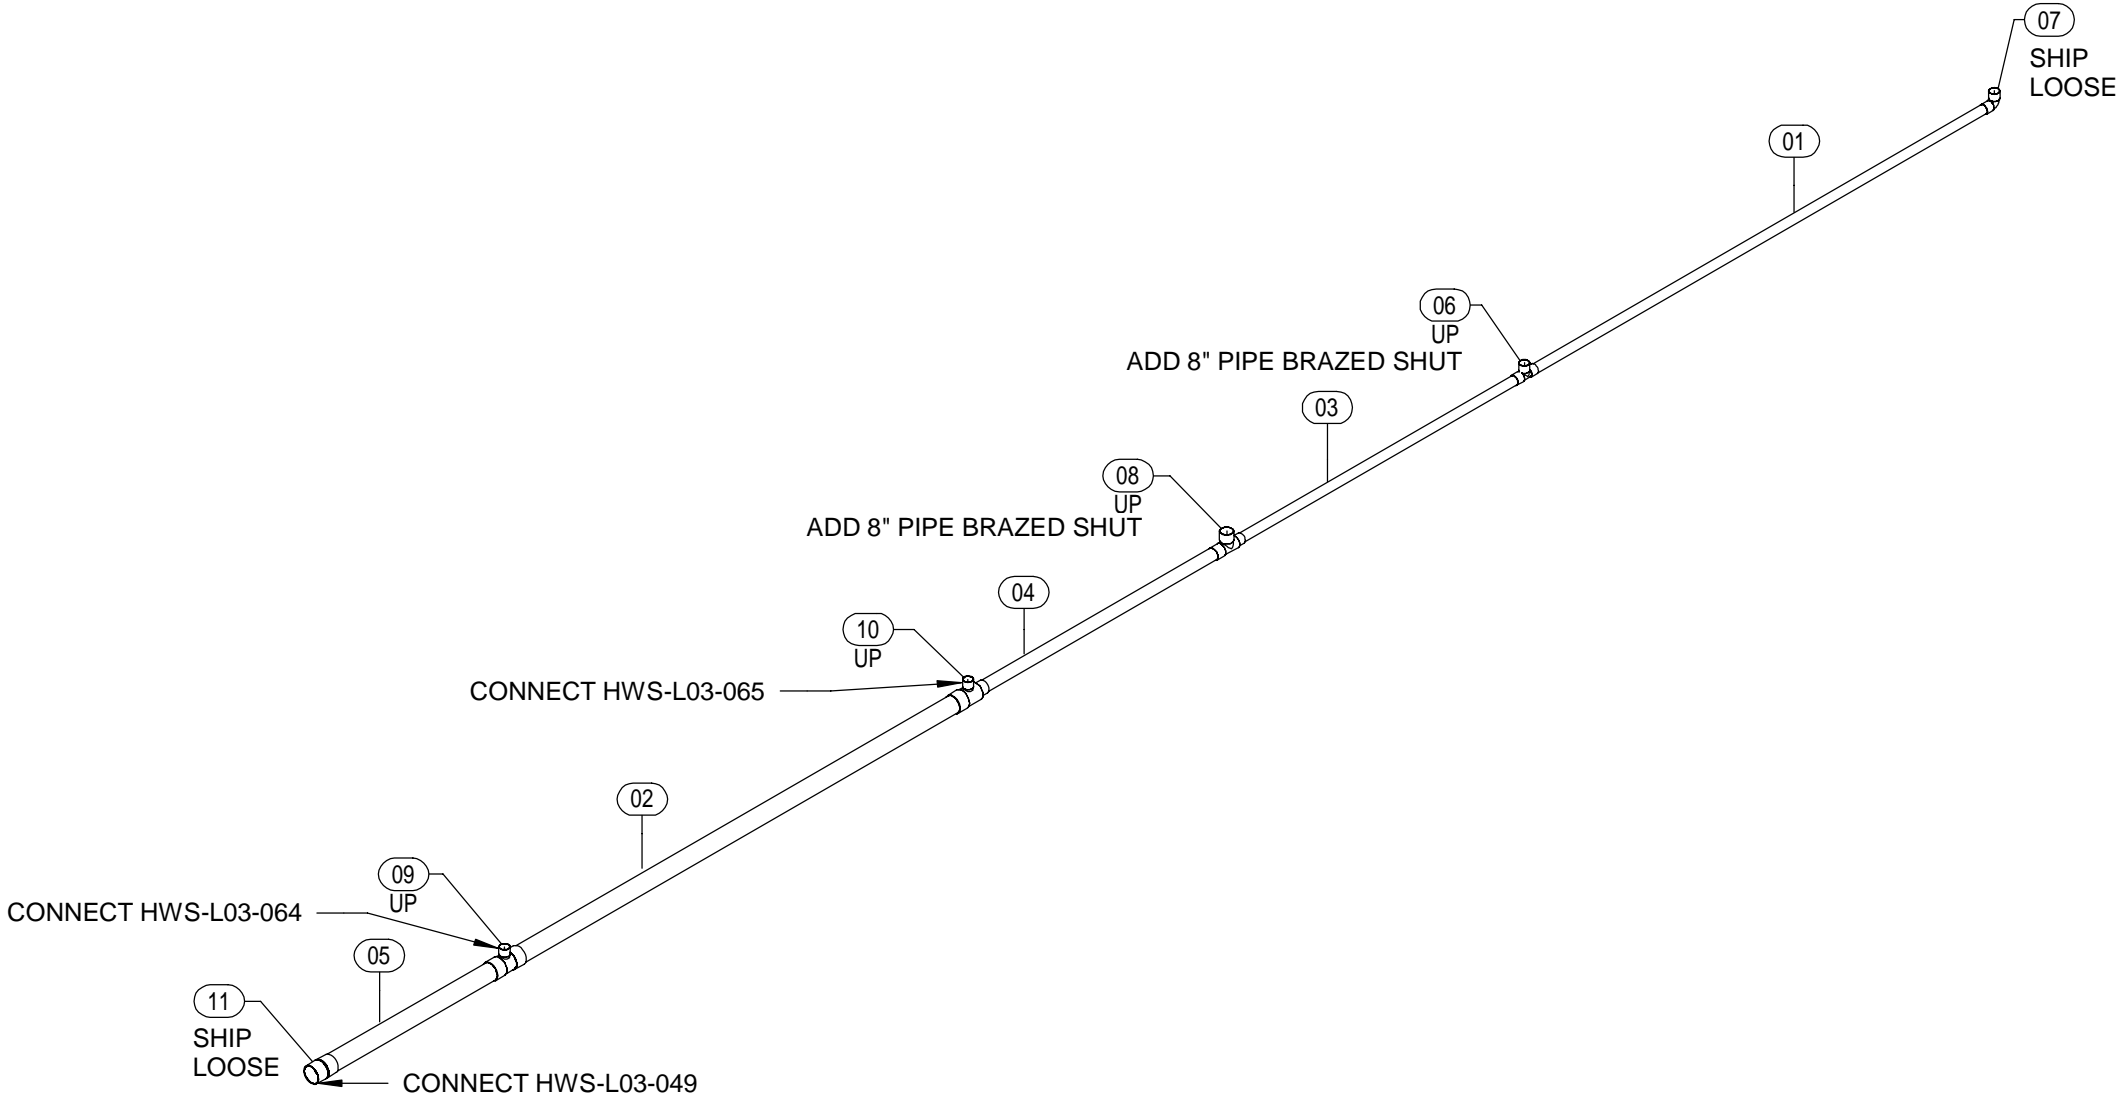 07
SHIP
LOOSE
01
06
UP
ADD 8" PIPE BRAZED SHUT
03
08
UP
ADD 8" PIPE BRAZED SHUT
04
10
UP
CONNECT HWS-L03-065
02
09
UP
CONNECT HWS-L03-064
05
11
SHIP
LOOSE
CONNECT HWS-L03-049